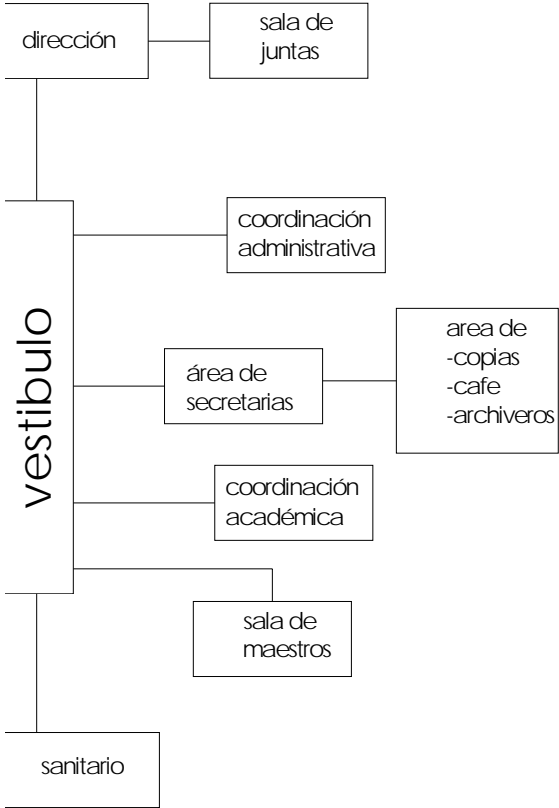 dirección
sala de
juntas
coordinación
administrativa
vestibulo
área de
secretarias
area de
-copias
-cafe
-archiveros
coordinación
académica
sala de
maestros
sanitario